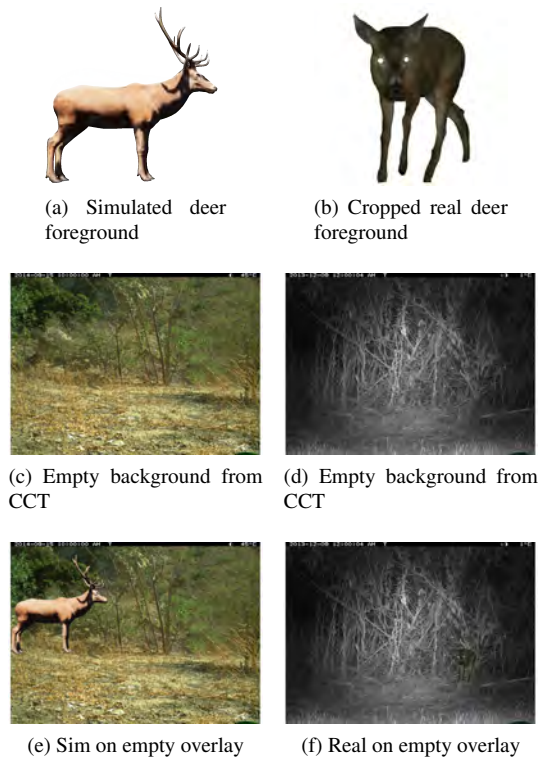 (a) Simulated deer
foreground
(b) Cropped real deer
foreground
(c) Empty background from
CCT
(d) Empty background from
CCT
(e) Sim on empty overlay
(f) Real on empty overlay